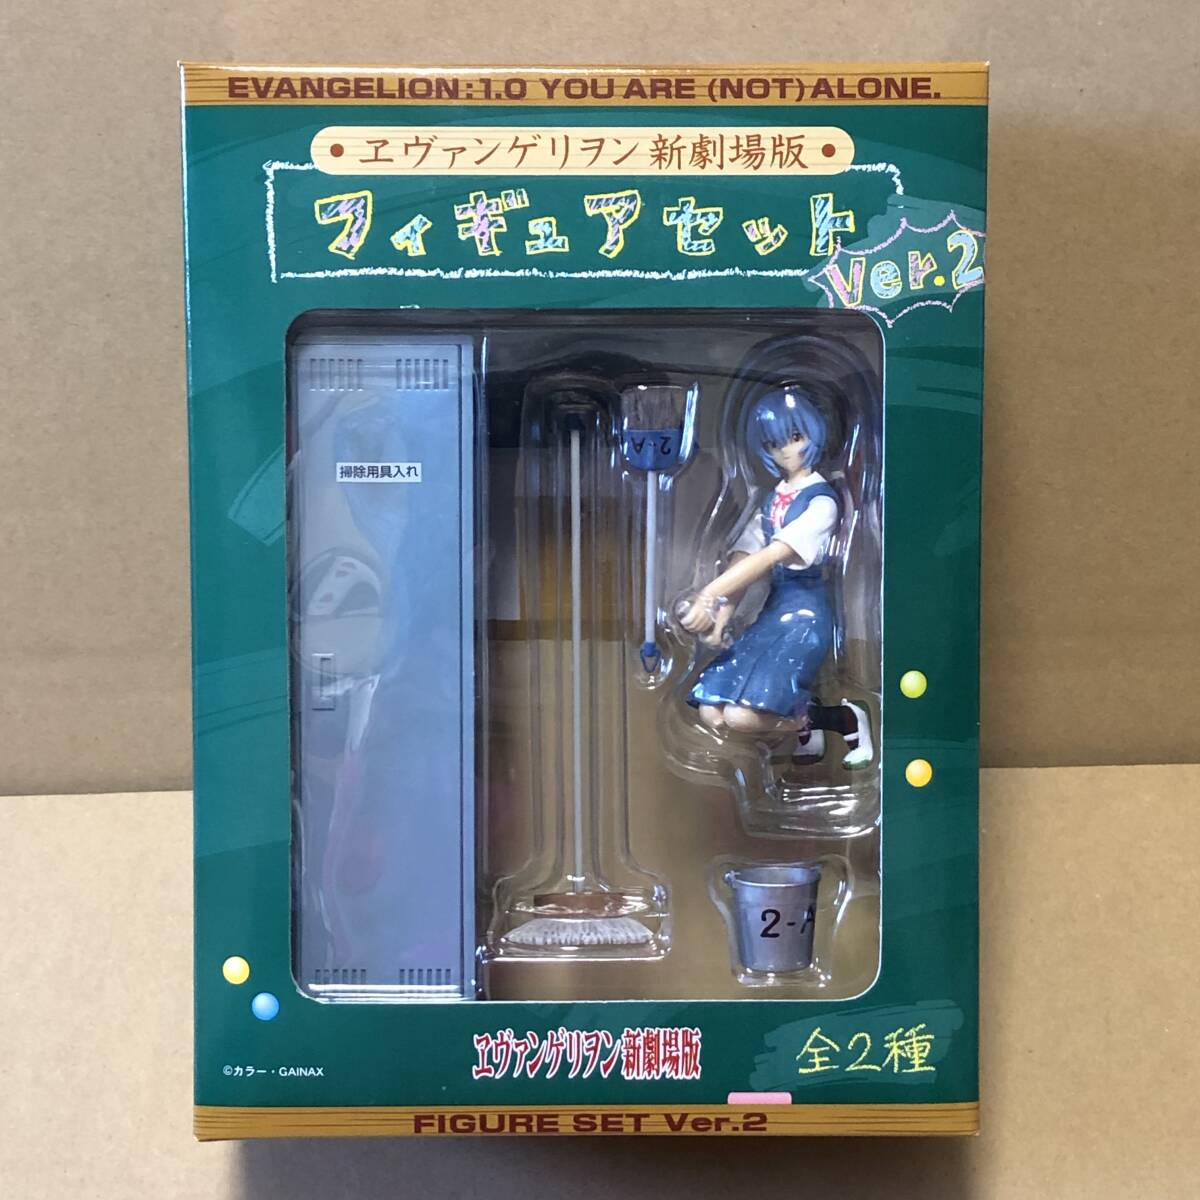 EVANGELION:1.0 YOU ARE (NOT) ALONE.
・ヱヴァンゲリヲン新劇場版・
フィギュアセット
Ver.2
掃除用具入れ
2-A
2-A
ヱヴァンゲリヲン新劇場版
全2種
©カラー・GAINAX
FIGURE SET Ver.2